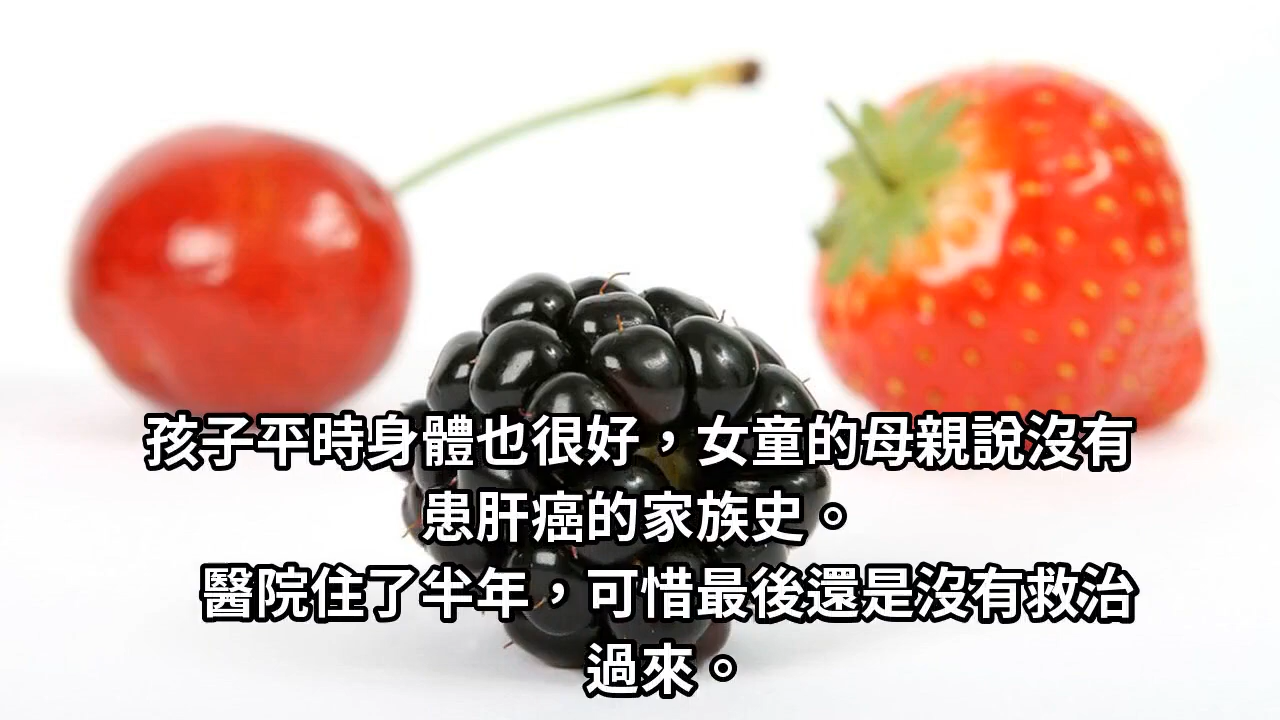 孩子平時身體也很好，女童的母親說沒有
患肝癌的家族史。
醫院住了半年，可惜最後還是沒有救治
過來。